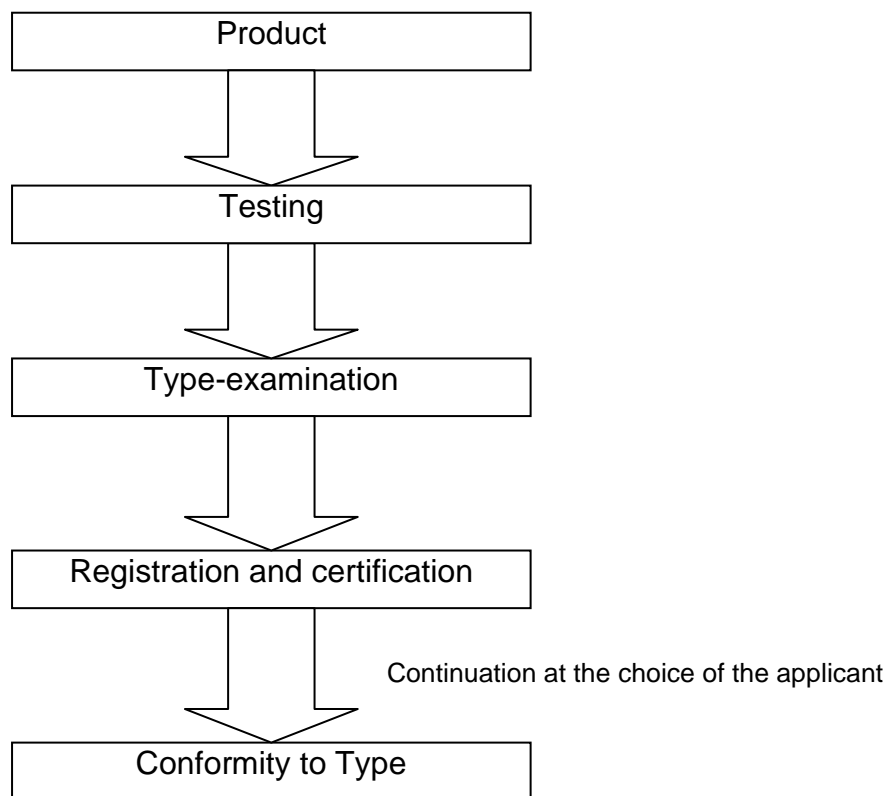 Product
Testing
Type-examination
Registration and certification
Continuation at the choice of the applicant
Conformity to Type